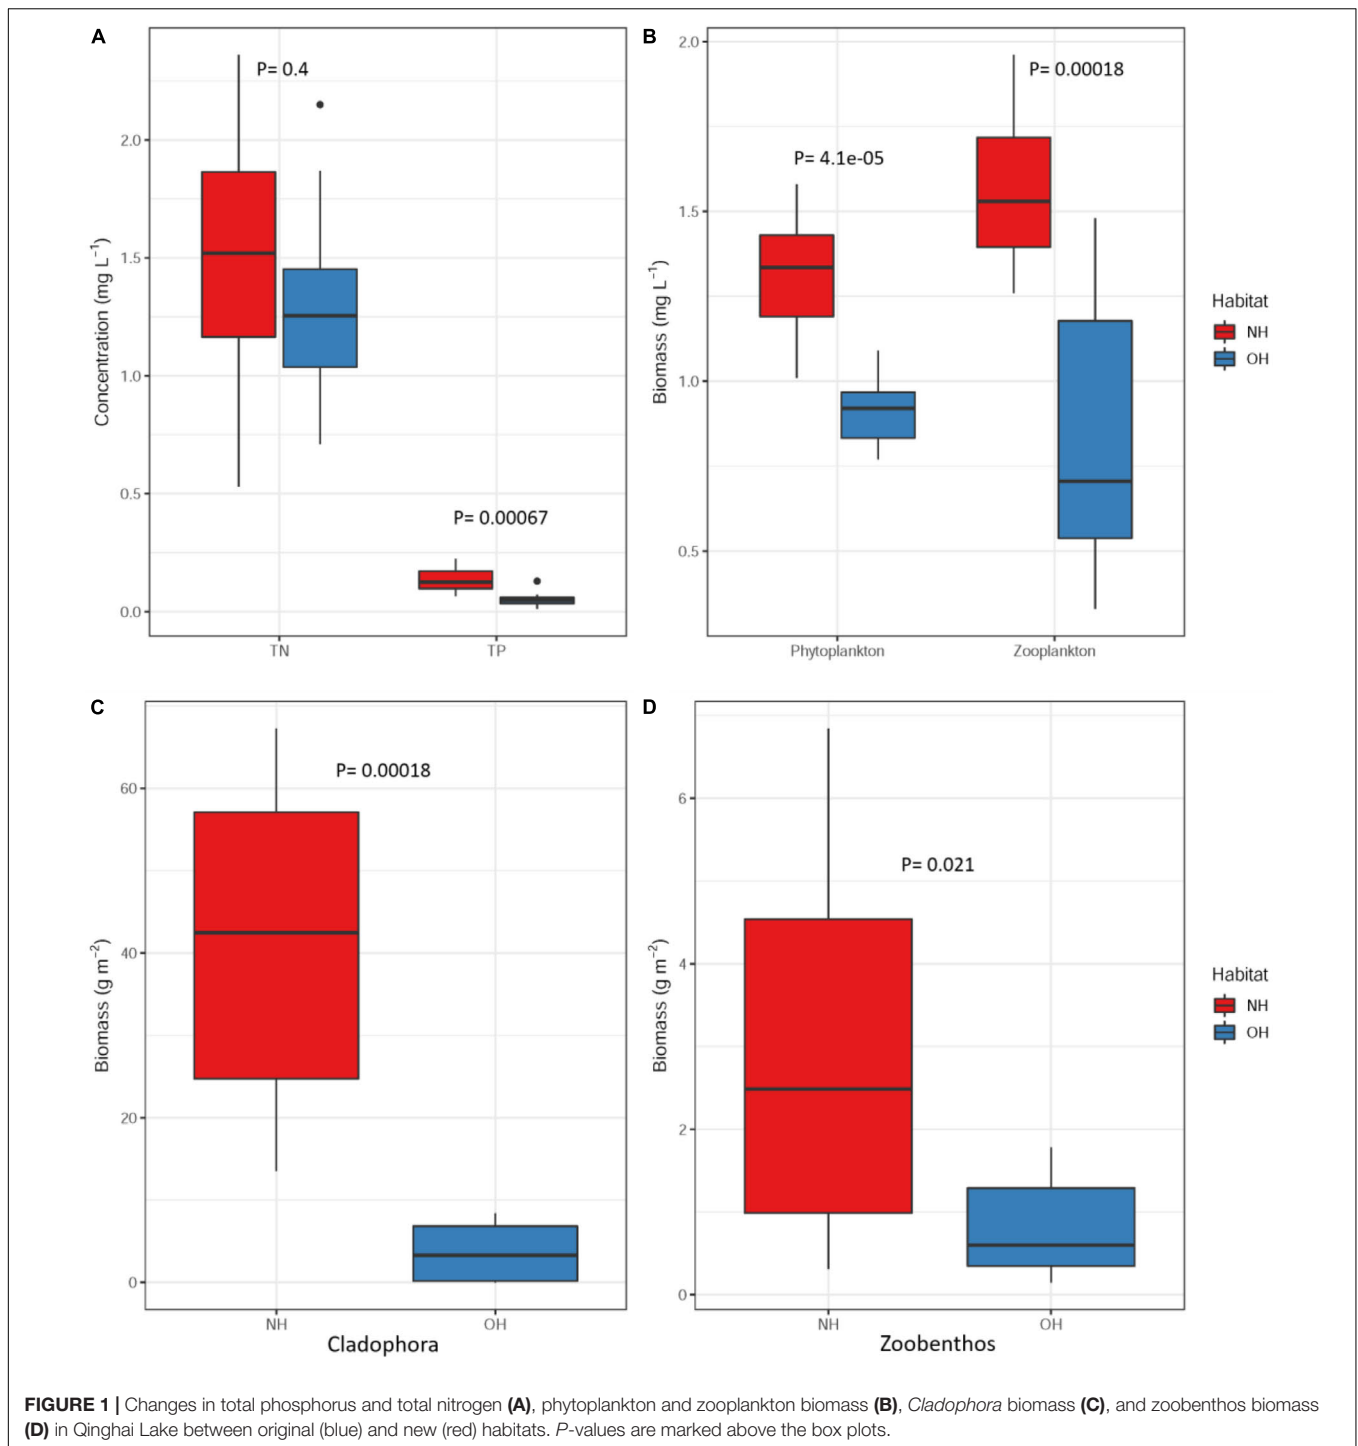 A
P= 0.4
P= 0.00067
Concentration (mg L⁻¹)
2.0
1.5
1.0
0.5
0.0
TN
TP
B
P= 4.1e-05
P= 0.00018
Biomass (mg L⁻¹)
2.0
1.5
1.0
0.5
Phytoplankton
Zooplankton
Habitat
NH
OH
C
P= 0.00018
Biomass (g m⁻²)
60
40
20
0
NH
OH
Cladophora
D
P= 0.021
Biomass (g m⁻²)
6
4
2
0
NH
OH
Zoobenthos
Habitat
NH
OH
FIGURE 1 | Changes in total phosphorus and total nitrogen (A), phytoplankton and zooplankton biomass (B), Cladophora biomass (C), and zoobenthos biomass
(D) in Qinghai Lake between original (blue) and new (red) habitats. P-values are marked above the box plots.